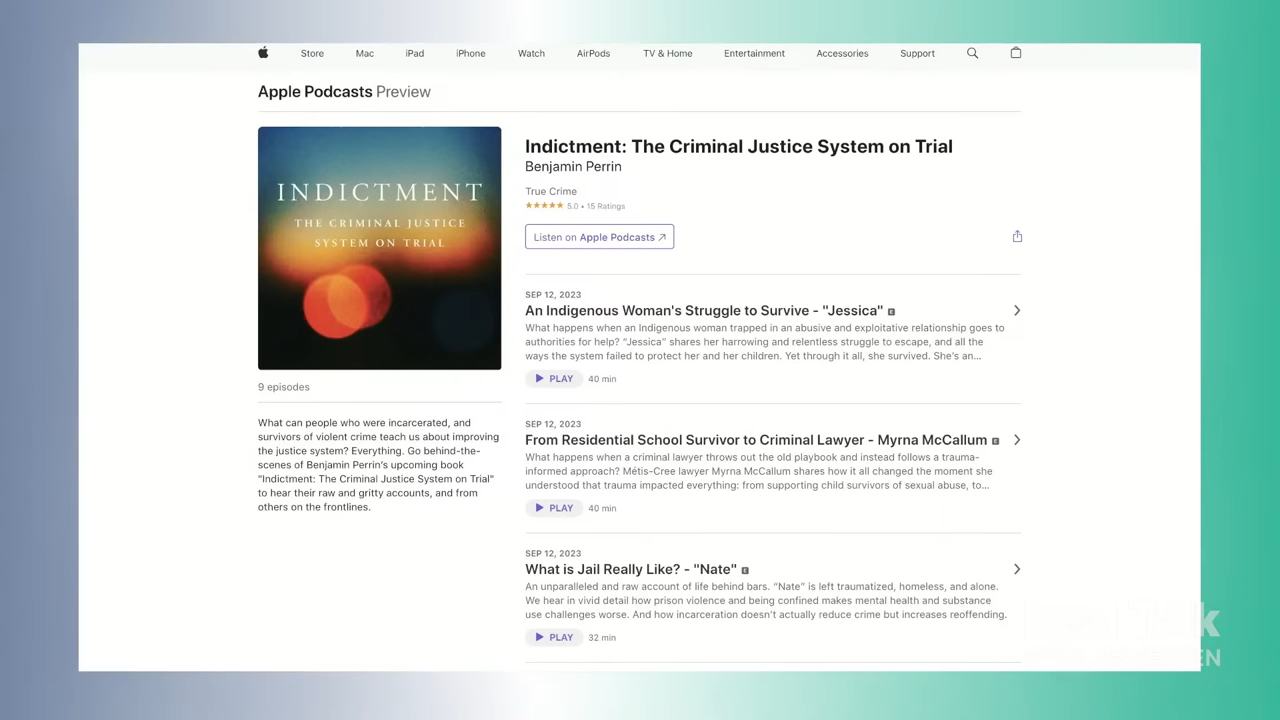 Store Mac iPad iPhone Watch AirPods TV & Home Entertainment Accessories Support
Apple Podcasts Preview
INDICTMENT
THE CRIMINAL JUSTICE
SYSTEM ON TRIAL
9 episodes
What can people who were incarcerated, and
survivors of violent crime teach us about improving
the justice system? Everything. Go behind-the-
scenes of Benjamin Perrin's upcoming book
"Indictment: The Criminal Justice System on Trial"
to hear their raw and gritty accounts, and from
others on the frontlines.
Indictment: The Criminal Justice System on Trial
Benjamin Perrin
True Crime
★★★★★ 5.0 • 15 Ratings
Listen on Apple Podcasts ↗
SEP 12, 2023
An Indigenous Woman's Struggle to Survive - "Jessica" E
What happens when an Indigenous woman trapped in an abusive and exploitative relationship goes to
authorities for help? “Jessica” shares her harrowing and relentless struggle to escape, and all the
ways the system failed to protect her and her children. Yet through it all, she survived. She's an...
PLAY 40 min
SEP 12, 2023
From Residential School Survivor to Criminal Lawyer - Myrna McCallum E
What happens when a criminal lawyer throws out the old playbook and instead follows a trauma-
informed approach? Métis-Cree lawyer Myrna McCallum shares how it all changed the moment she
understood that trauma impacted everything: from supporting child survivors of sexual abuse, to...
PLAY 40 min
SEP 12, 2023
What is Jail Really Like? - "Nate" E
An unparalleled and raw account of life behind bars. “Nate” is left traumatized, homeless, and alone.
We hear in vivid detail how prison violence and being confined makes mental health and substance
use challenges worse. And how incarceration doesn't actually reduce crime but increases reoffending.
PLAY 32 min